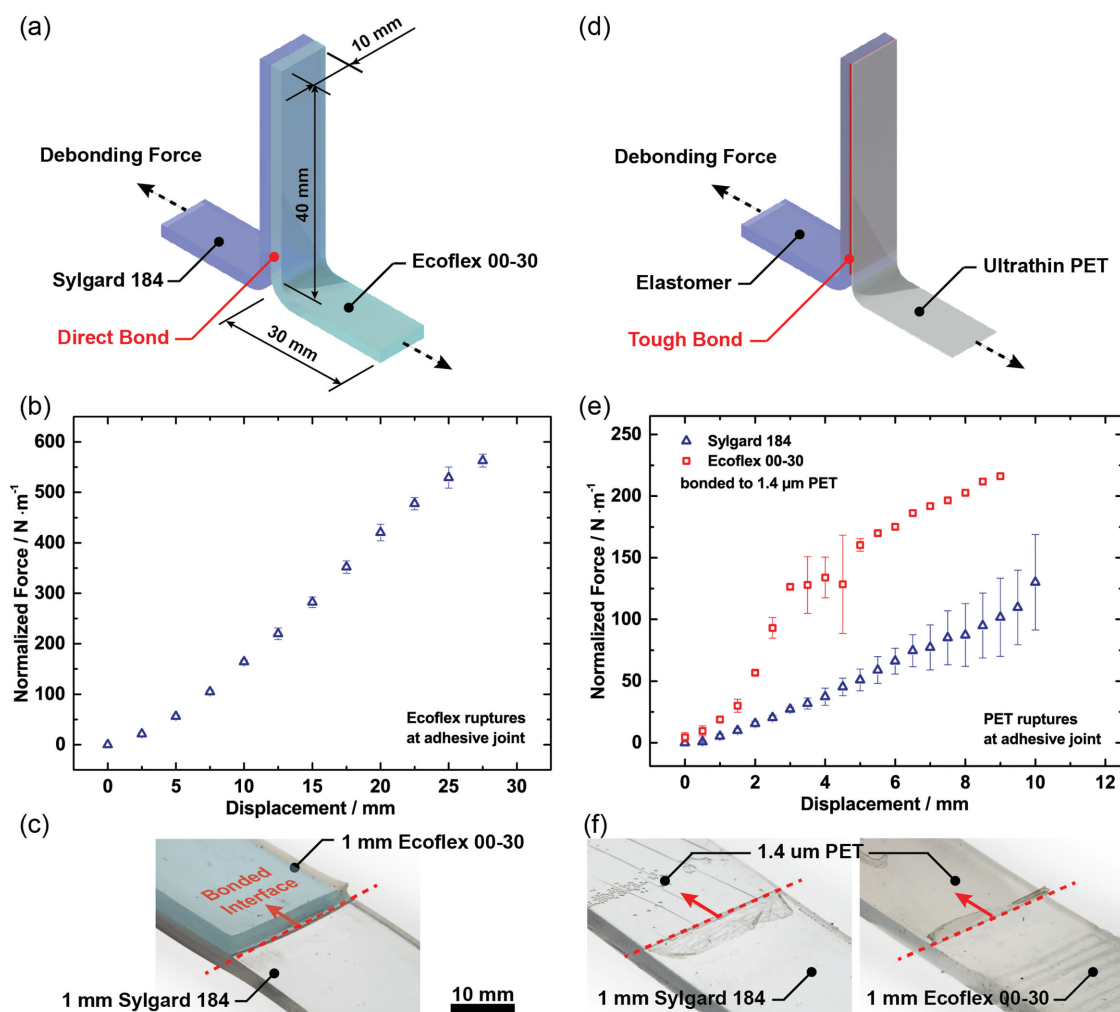 (a)
10 mm
Debonding Force
40 mm
Sylgard 184
Ecoflex 00-30
Direct Bond
30 mm
(d)
Debonding Force
Elastomer
Ultrathin PET
Tough Bond
(b)
Normalized Force / N ·m⁻¹
600
500
400
300
200
100
0
0 5 10 15 20 25 30
Displacement / mm
Ecoflex ruptures
at adhesive joint
(e)
Normalized Force / N ·m⁻¹
250
200
150
100
50
0
0 2 4 6 8 10 12
Displacement / mm
Sylgard 184
Ecoflex 00-30
bonded to 1.4 µm PET
PET ruptures
at adhesive joint
(c)
1 mm Ecoflex 00-30
Bonded
Interface
1 mm Sylgard 184
10 mm
(f)
1.4 um PET
1 mm Sylgard 184
1 mm Ecoflex 00-30